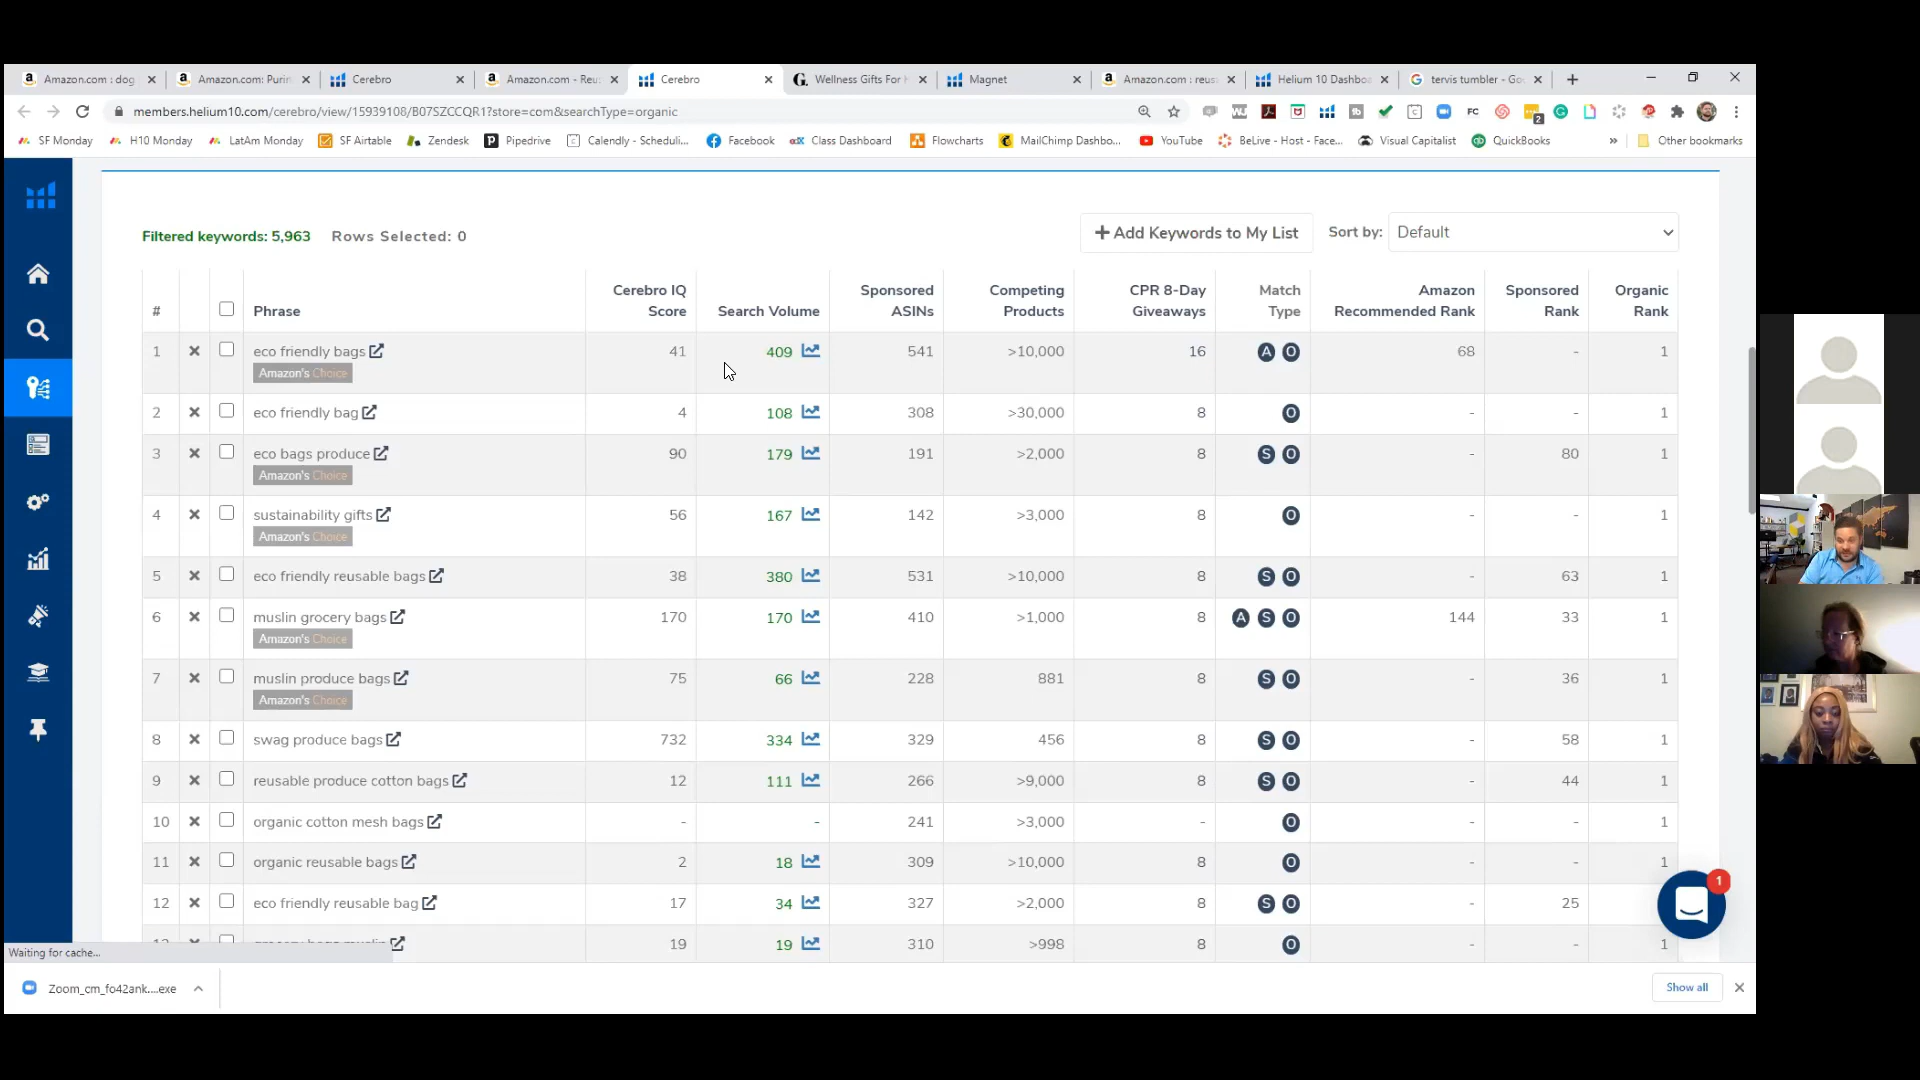 Amazon.com : dog
Amazon.com: Puri
Cerebro
Amazon.com - Reu
Cerebro
Wellness Gifts For
Magnet
Amazon.com : reus
Helium 10 Dashbo
tervis tumbler - Go
members.helium10.com/cerebro/view/15939108/B07SZCCQR1?store=com&searchType=organic
SF Monday
H10 Monday
LatAm Monday
SF Airtable
Zendesk
Pipedrive
Calendly - Scheduli...
Facebook
Class Dashboard
Flowcharts
MailChimp Dashbo...
YouTube
BeLive - Host - Face...
Visual Capitalist
QuickBooks
»
Other bookmarks
Filtered keywords: 5,963 Rows Selected: 0
+ Add Keywords to My List
Sort by: Default
# Phrase Cerebro IQ Score Search Volume Sponsored ASINs Competing Products CPR 8-Day Giveaways Match Type Amazon Recommended Rank Sponsored Rank Organic Rank
1 eco friendly bags 41 409 541 >10,000 16 A O 68 - 1
Amazon's Choice
2 eco friendly bag 4 108 308 >30,000 8 O - - 1
3 eco bags produce 90 179 191 >2,000 8 S O - 80 1
Amazon's Choice
4 sustainability gifts 56 167 142 >3,000 8 O - - 1
Amazon's Choice
5 eco friendly reusable bags 38 380 531 >10,000 8 S O - 63 1
6 muslin grocery bags 170 170 410 >1,000 8 A S O 144 33 1
Amazon's Choice
7 muslin produce bags 75 66 228 881 8 S O - 36 1
Amazon's Choice
8 swag produce bags 732 334 329 456 8 S O - 58 1
9 reusable produce cotton bags 12 111 266 >9,000 8 S O - 44 1
10 organic cotton mesh bags - - 241 >3,000 - O - - 1
11 organic reusable bags 2 18 309 >10,000 8 O - - 1
12 eco friendly reusable bag 17 34 327 >2,000 8 S O - 25
19 19 310 >998 8 O - - 1
1
Waiting for cache...
Zoom_cm_fo42ank....exe
Show all